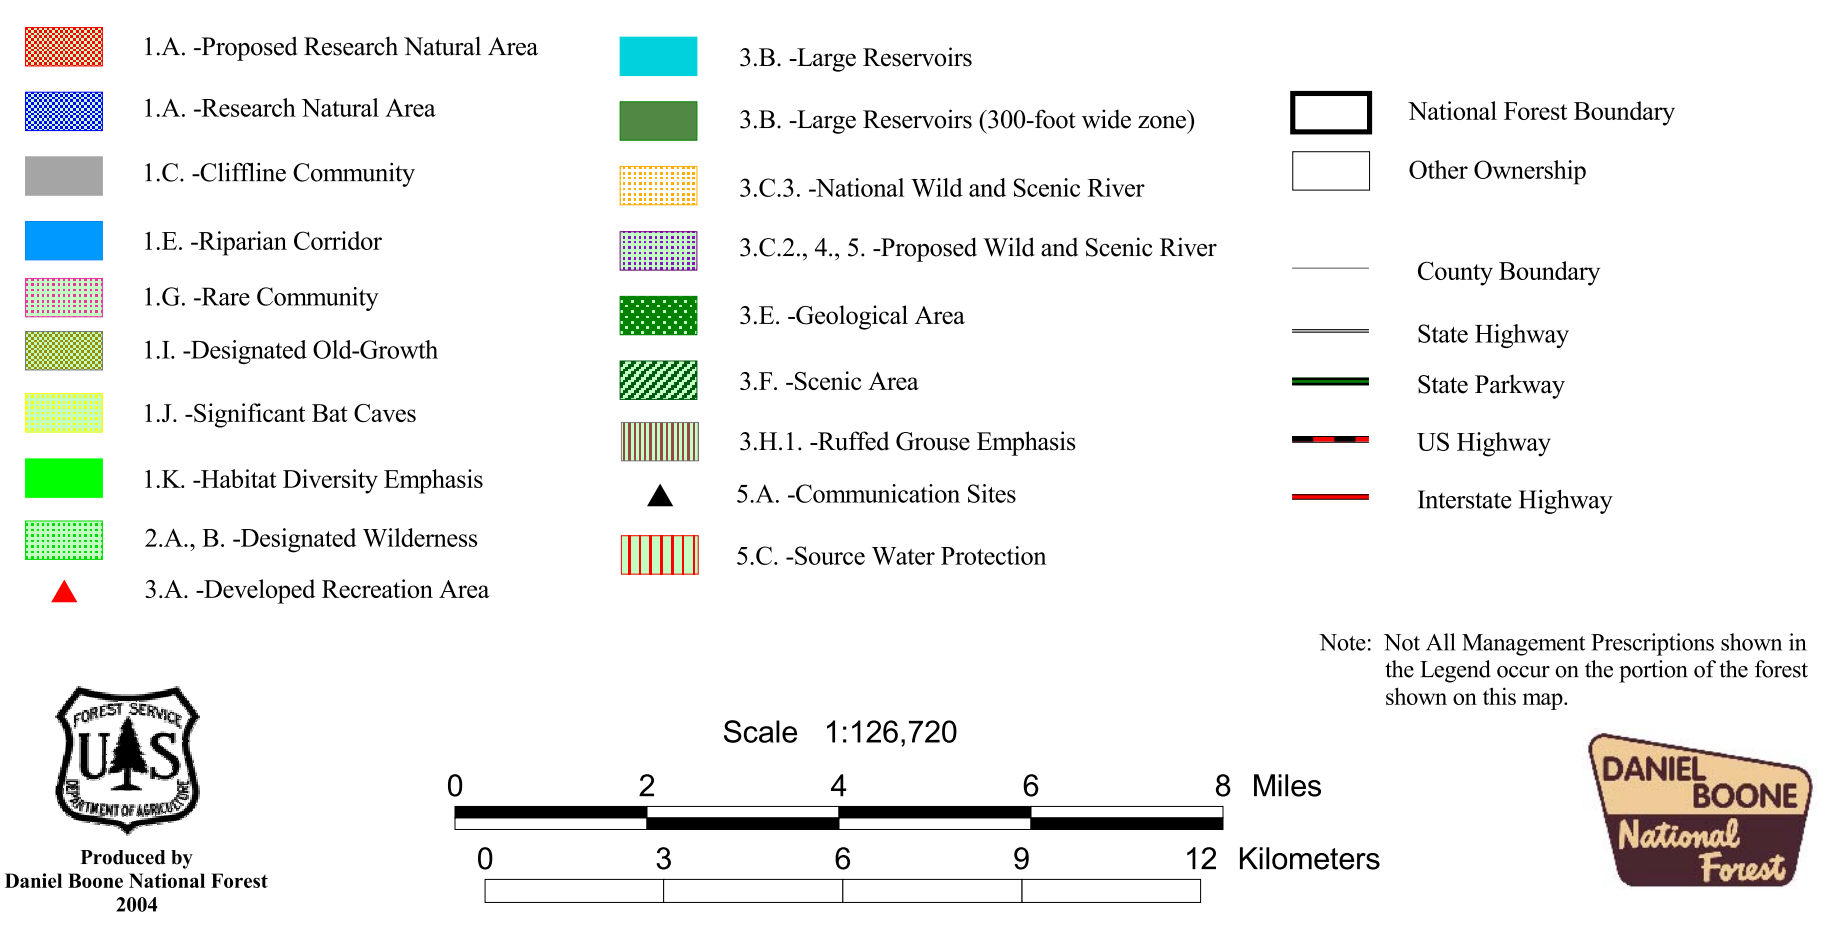 1.A. -Proposed Research Natural Area
1.A. -Research Natural Area
1.C. -Cliffline Community
1.E. -Riparian Corridor
1.G. -Rare Community
1.I. -Designated Old-Growth
1.J. -Significant Bat Caves
1.K. -Habitat Diversity Emphasis
2.A., B. -Designated Wilderness
3.A. -Developed Recreation Area
3.B. -Large Reservoirs
3.B. -Large Reservoirs (300-foot wide zone)
3.C.3. -National Wild and Scenic River
3.C.2., 4., 5. -Proposed Wild and Scenic River
3.E. -Geological Area
3.F. -Scenic Area
3.H.1. -Ruffed Grouse Emphasis
5.A. -Communication Sites
5.C. -Source Water Protection
National Forest Boundary
Other Ownership
County Boundary
State Highway
State Parkway
US Highway
Interstate Highway
Note: Not All Management Prescriptions shown in
the Legend occur on the portion of the forest
shown on this map.
FOREST SERVICE
U S
DEPARTMENT OF AGRICULTURE
Produced by
Daniel Boone National Forest
2004
Scale 1:126,720
0 2 4 6 8 Miles
0 3 6 9 12 Kilometers
DANIEL
BOONE
National
Forest